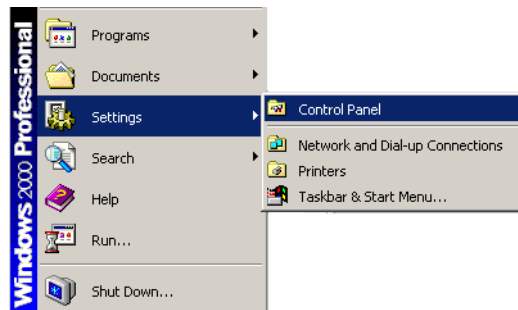 Windows 2000 Professional
Programs
Documents
Settings
Search
Help
Run...
Shut Down...
Control Panel
Network and Dial-up Connections
Printers
Taskbar & Start Menu...